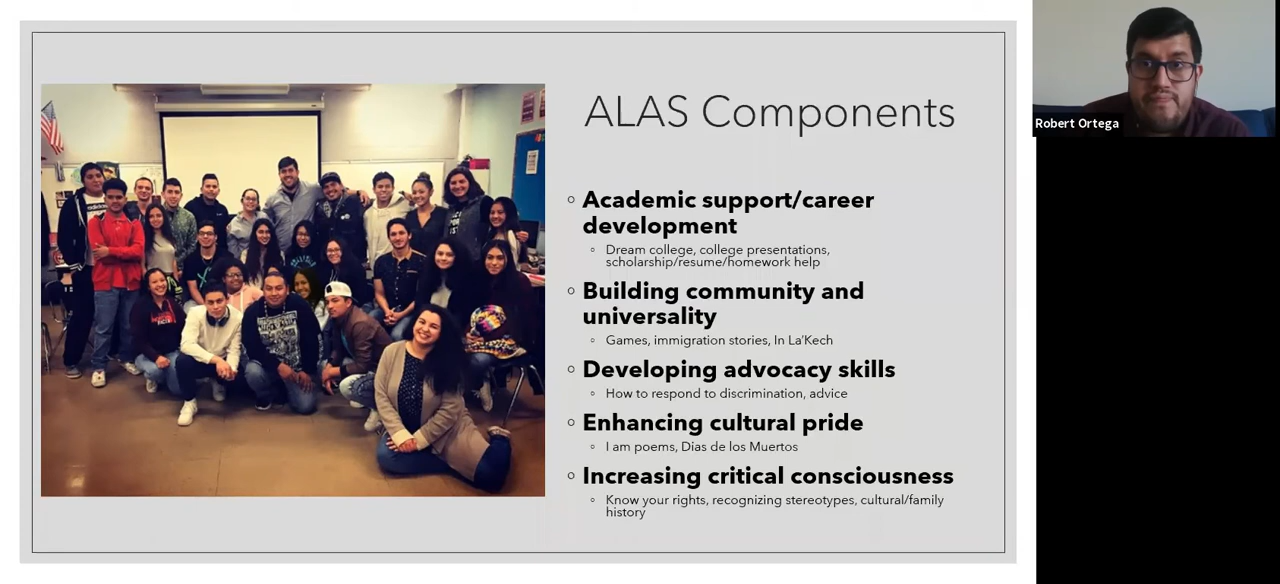 ALAS Components
Academic support/career
development
Dream college, college presentations,
scholarship/resume/homework help
Building community and
universality
Games, immigration stories, In La'Kech
Developing advocacy skills
How to respond to discrimination, advice
Enhancing cultural pride
I am poems, Dias de los Muertos
Increasing critical consciousness
Know your rights, recognizing stereotypes, cultural/family
history
Robert Ortega